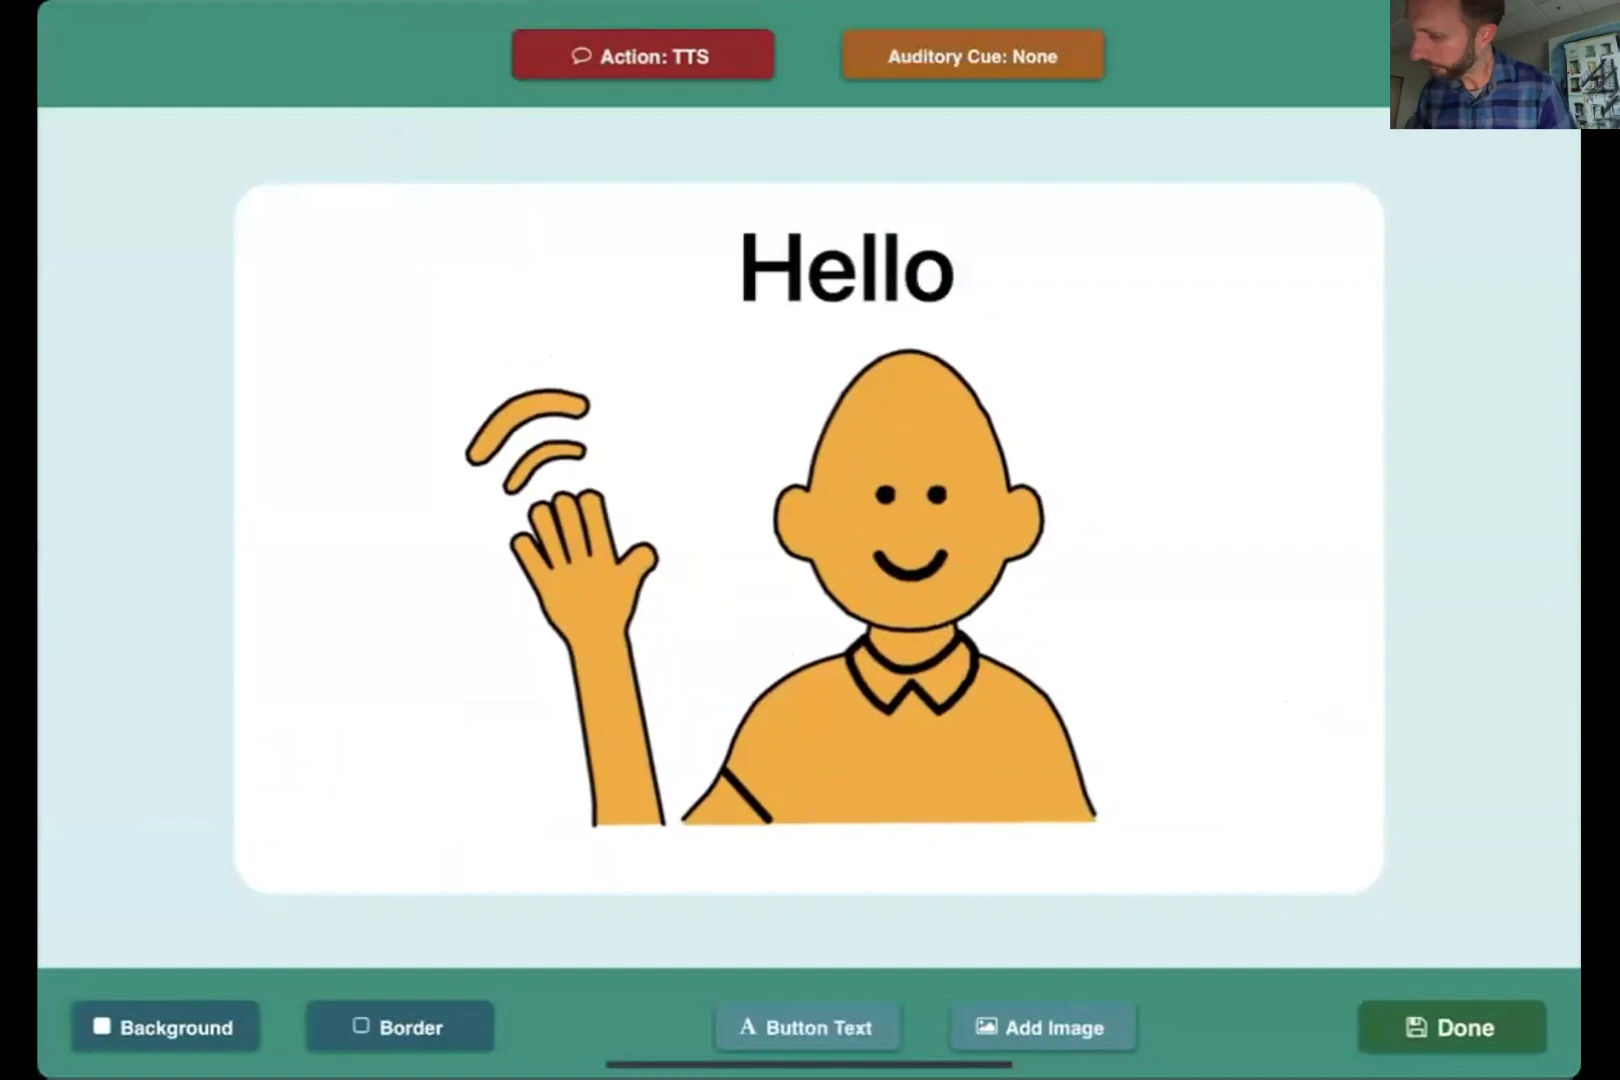 Action: TTS
Auditory Cue: None
Hello
Background
Border
A Button Text
Add Image
Done